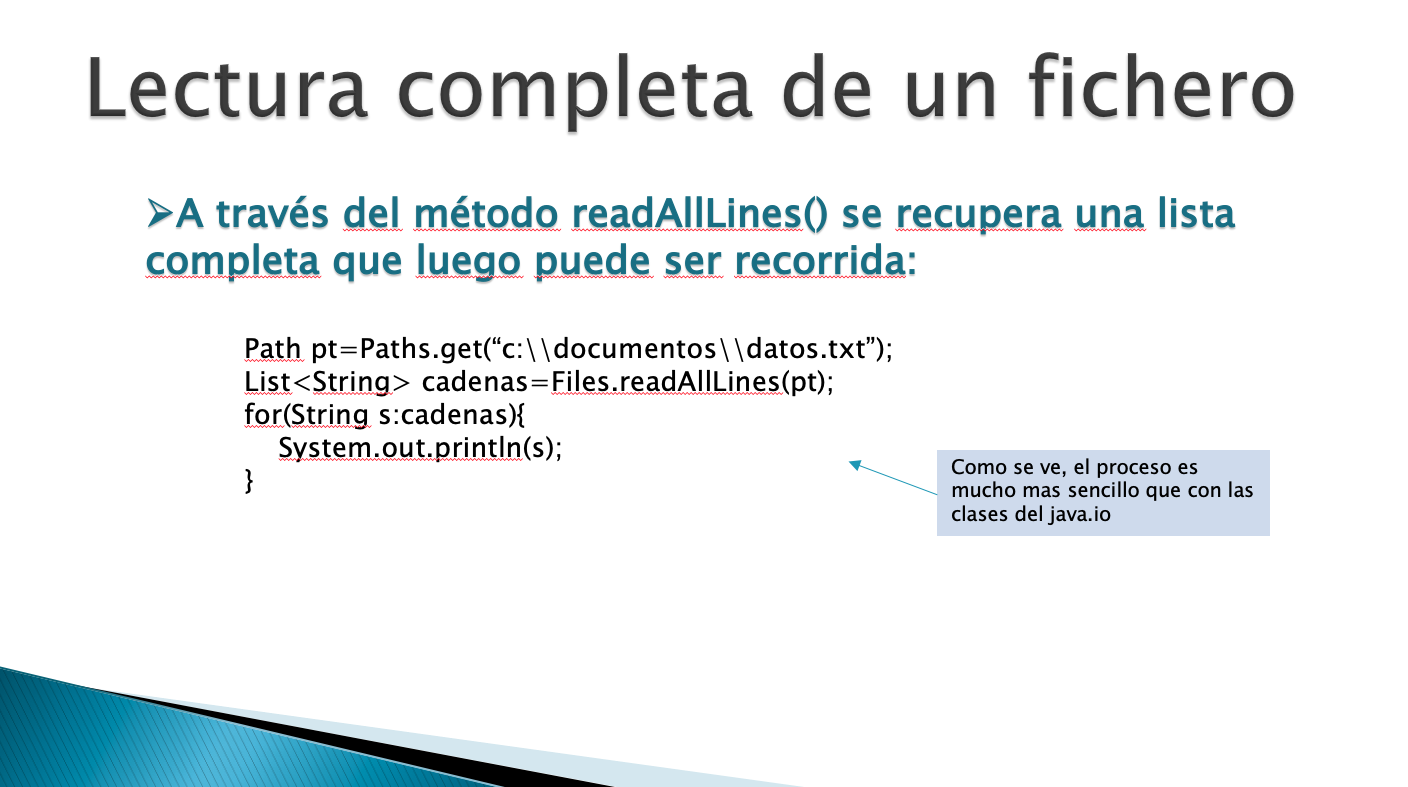 Lectura completa de un fichero
➢A través del método readAllLines() se recupera una lista
completa que luego puede ser recorrida:
Path pt=Paths.get(“c:\\documentos\\datos.txt”);
List<String> cadenas=Files.readAllLines(pt);
for(String s:cadenas){
System.out.println(s);
}
Como se ve, el proceso es
mucho mas sencillo que con las
clases del java.io